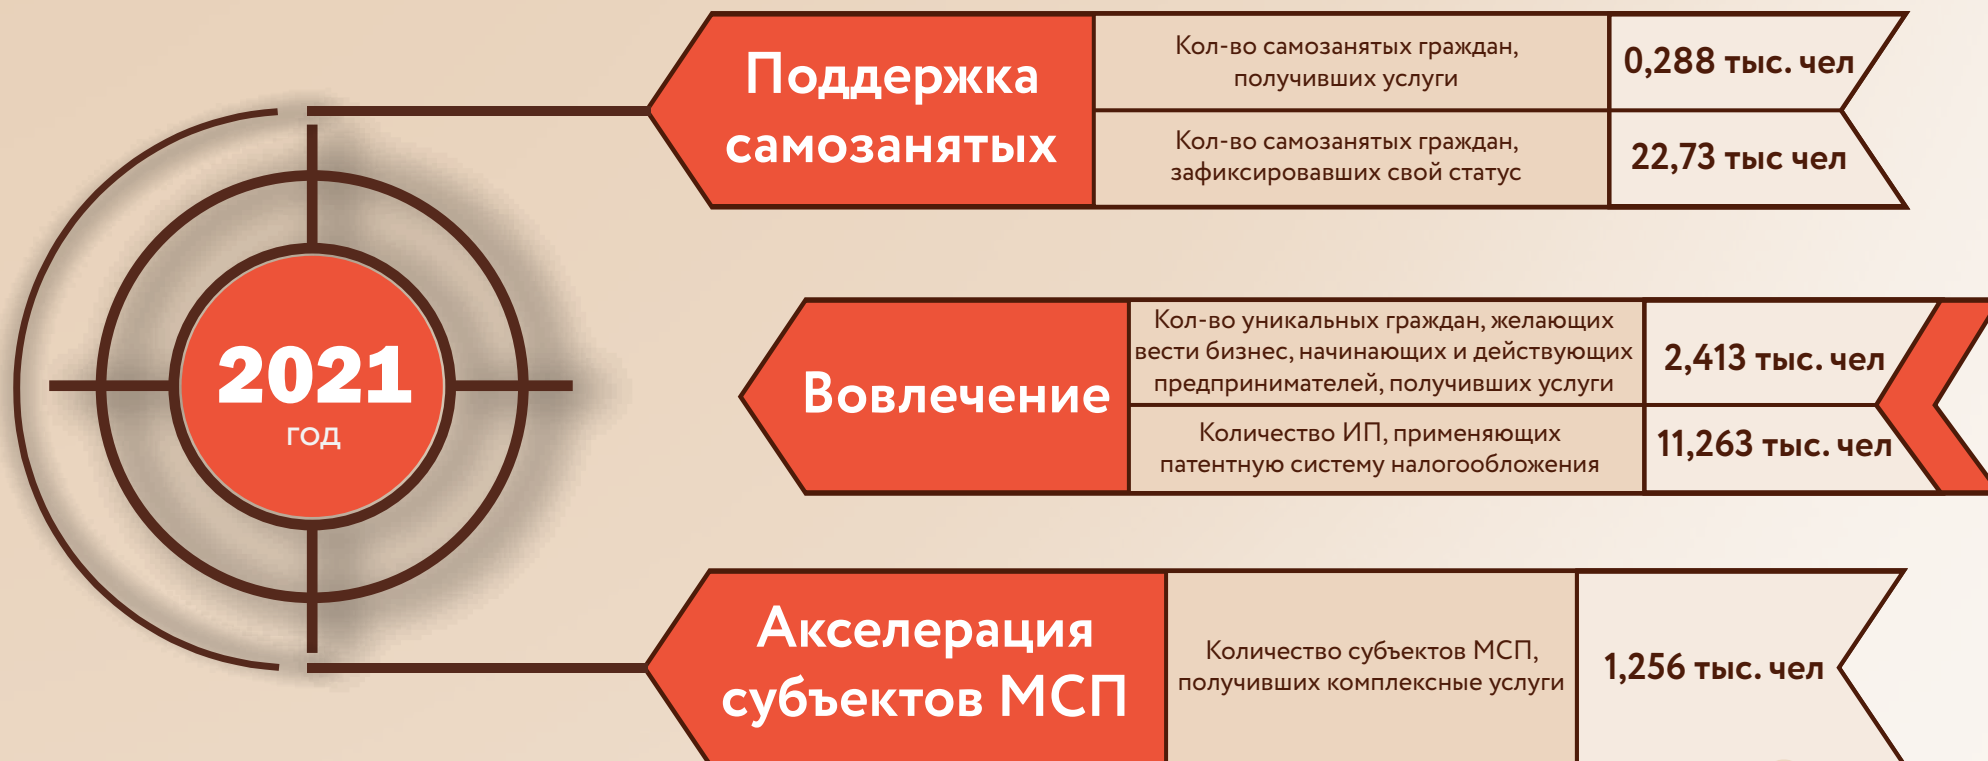 Поддержка
самозанятых
Кол-во самозанятых граждан,
получивших услуги
0,288 тыс. чел
Кол-во самозанятых граждан,
зафиксировавших свой статус
22,73 тыс чел
2021
год
Вовлечение
Кол-во уникальных граждан, желающих
вести бизнес, начинающих и действующих
предпринимателей, получивших услуги
2,413 тыс. чел
Количество ИП, применяющих
патентную систему налогообложения
11,263 тыс. чел
Акселерация
субъектов МСП
Количество субъектов МСП,
получивших комплексные услуги
1,256 тыс. чел